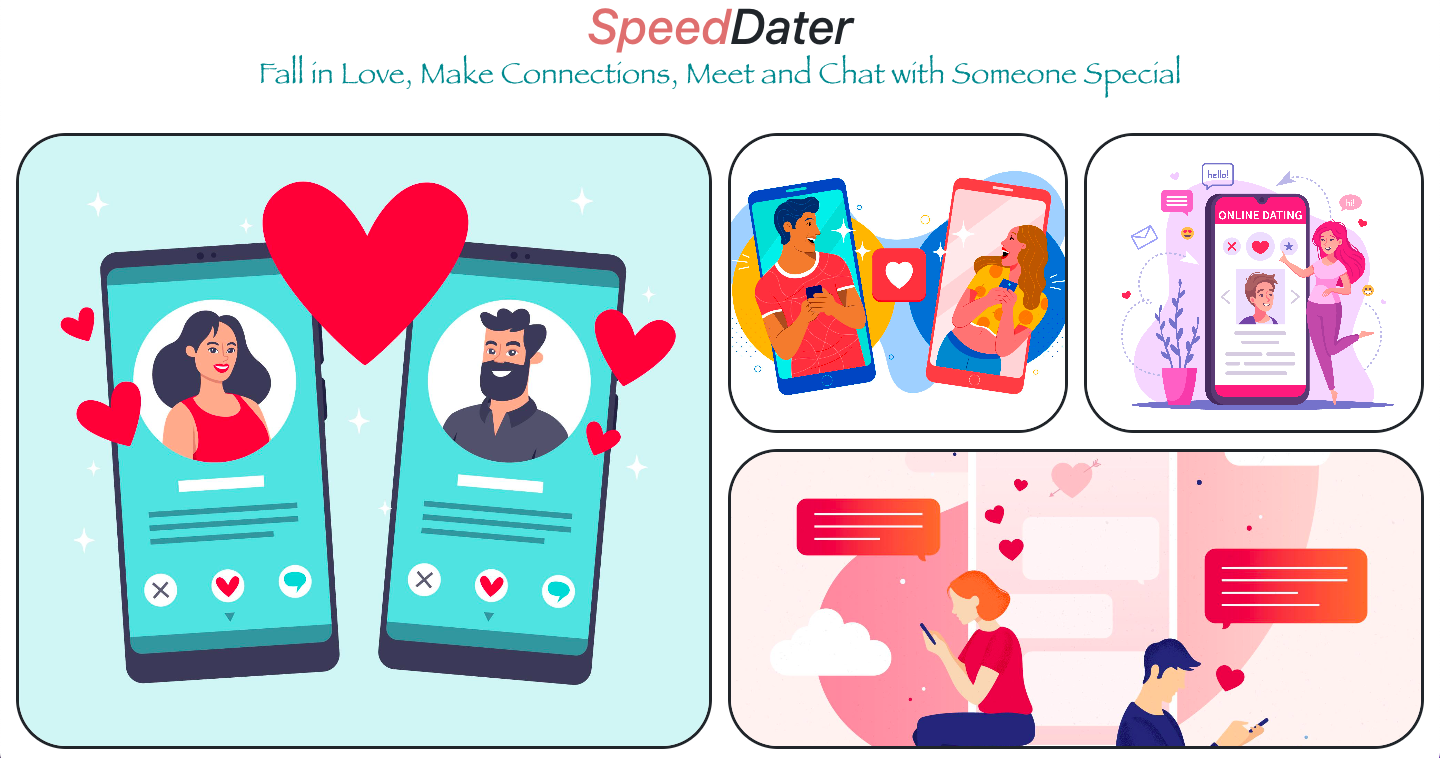 SpeedDater
Fall in Love, Make Connections, Meet and Chat with Someone Special
hello!
hi!
ONLINE DATING